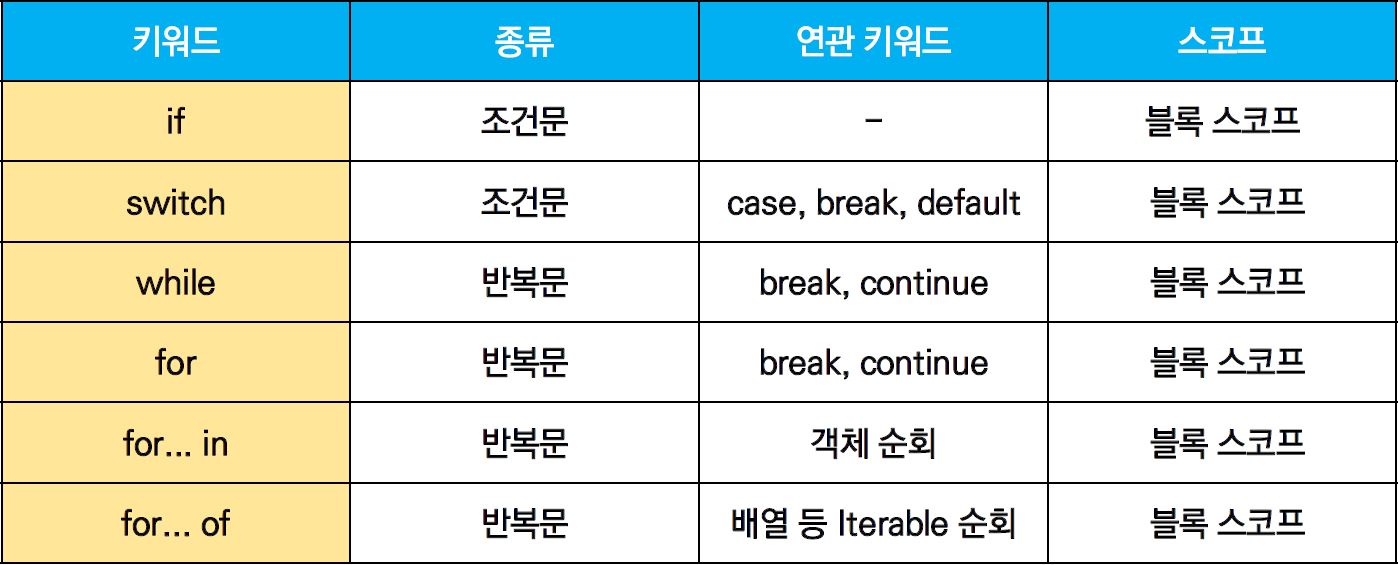 키워드 종류 연관 키워드 스코프
if 조건문 – 블록 스코프
switch 조건문 case, break, default 블록 스코프
while 반복문 break, continue 블록 스코프
for 반복문 break, continue 블록 스코프
for... in 반복문 객체 순회 블록 스코프
for... of 반복문 배열 등 Iterable 순회 블록 스코프